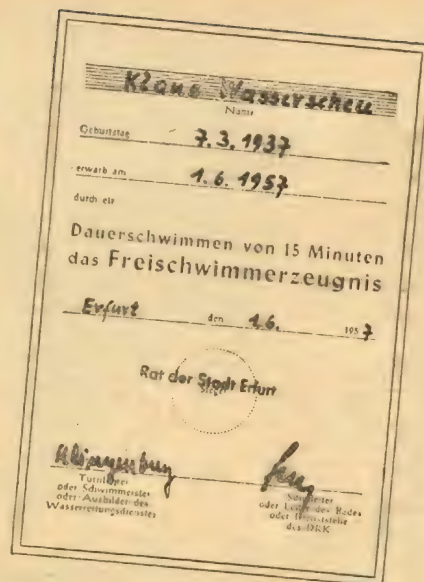 Klaus Wasserscheu
Name
Geburtstag 7. 3. 1937
erwarb am 1. 6. 1957
durch ein
Dauerschwimmen von 15 Minuten
das Freischwimmerzeugnis
Erfurt den 1.6. 1957
Rat der Stadt Erfurt
Siegel
Turnlehrer
oder Schwimmeister
oder Ausbilder des
Wasserrettungsdienstes
oder Leiter des Bades
oder Dienststelle
des DRK